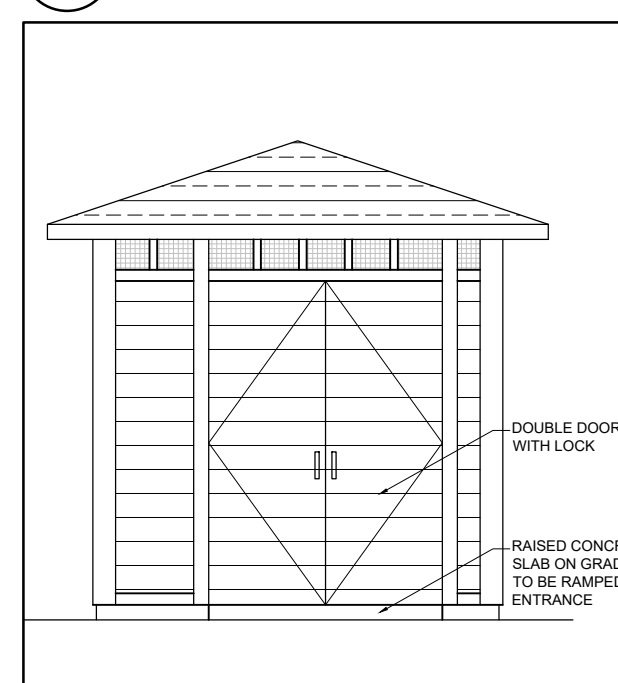 DOUBLE DOOR
WITH LOCK
RAISED CONCR
SLAB ON GRAD
TO BE RAMPED
ENTRANCE